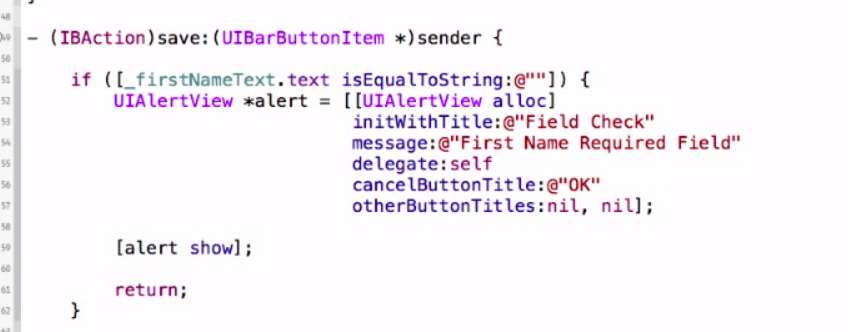 48
49 - (IBAction)save:(UIBarButtonItem *)sender {
50
51 if ([_firstNameText.text isEqualToString:@""]) {
52 UIAlertView *alert = [[UIAlertView alloc]
53 initWithTitle:@"Field Check"
54 message:@"First Name Required Field"
55 delegate:self
56 cancelButtonTitle:@"OK"
57 otherButtonTitles:nil, nil];
58
59 [alert show];
60
61 return;
62 }
63